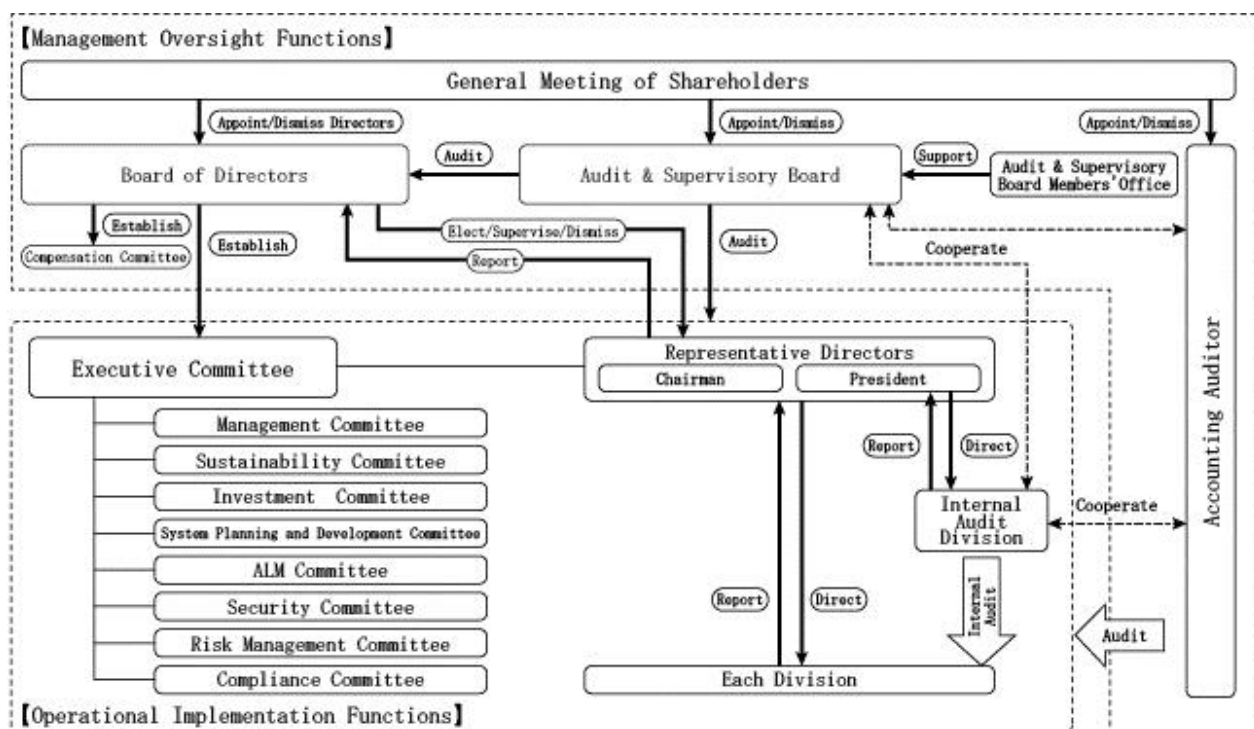 【Management Oversight Functions】
General Meeting of Shareholders
Appoint/Dismiss Directors
Appoint/Dismiss
Appoint/Dismiss
Board of Directors
Audit
Audit & Supervisory Board
Support
Audit & Supervisory
Board Members'Office
Establish
Compensation Committee
Establish
Elect/Supervise/Dismiss
Report
Audit
Cooperate
Accounting Auditor
Executive Committee
Representative Directors
Chairman
President
Management Committee
Sustainability Committee
Investment Committee
System Planning and Development Committee
ALM Committee
Security Committee
Risk Management Committee
Compliance Committee
Report
Direct
Internal
Audit
Division
Cooperate
Report
Direct
Internal
Audit
Audit
Each Division
【Operational Implementation Functions】